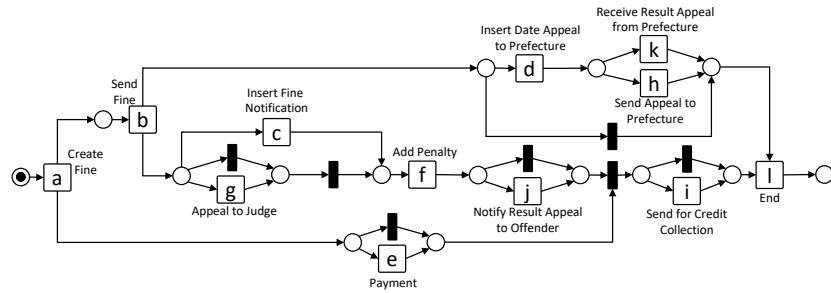 Insert Date Appeal
to Prefecture
Receive Result Appeal
from Prefecture
k
d
h
Send Appeal to
Prefecture
Send
Fine
b
Insert Fine
Notification
c
Create
Fine
a
g
Appeal to Judge
Add Penalty
f
j
Notify Result Appeal
to Offender
i
Send for Credit
Collection
l
End
e
Payment